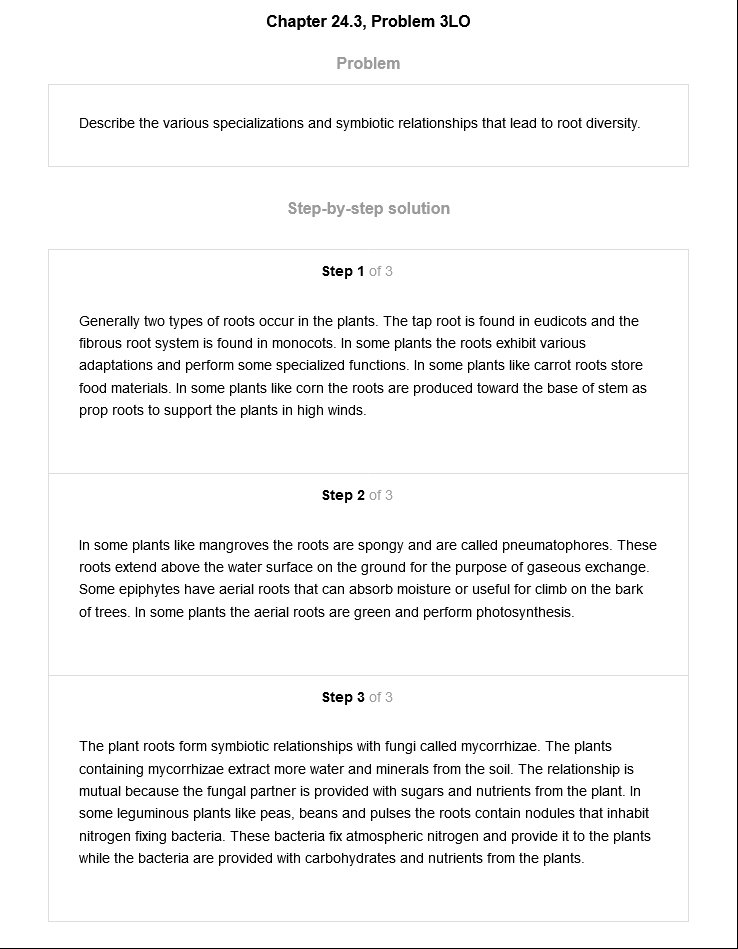 Chapter 24.3, Problem 3LO
Problem
Describe the various specializations and symbiotic relationships that lead to root diversity.
Step-by-step solution
Step 1 of 3
Generally two types of roots occur in the plants. The tap root is found in eudicots and the
fibrous root system is found in monocots. In some plants the roots exhibit various
adaptations and perform some specialized functions. In some plants like carrot roots store
food materials. In some plants like corn the roots are produced toward the base of stem as
prop roots to support the plants in high winds.
Step 2 of 3
In some plants like mangroves the roots are spongy and are called pneumatophores. These
roots extend above the water surface on the ground for the purpose of gaseous exchange.
Some epiphytes have aerial roots that can absorb moisture or useful for climb on the bark
of trees. In some plants the aerial roots are green and perform photosynthesis.
Step 3 of 3
The plant roots form symbiotic relationships with fungi called mycorrhizae. The plants
containing mycorrhizae extract more water and minerals from the soil. The relationship is
mutual because the fungal partner is provided with sugars and nutrients from the plant. In
some leguminous plants like peas, beans and pulses the roots contain nodules that inhabit
nitrogen fixing bacteria. These bacteria fix atmospheric nitrogen and provide it to the plants
while the bacteria are provided with carbohydrates and nutrients from the plants.